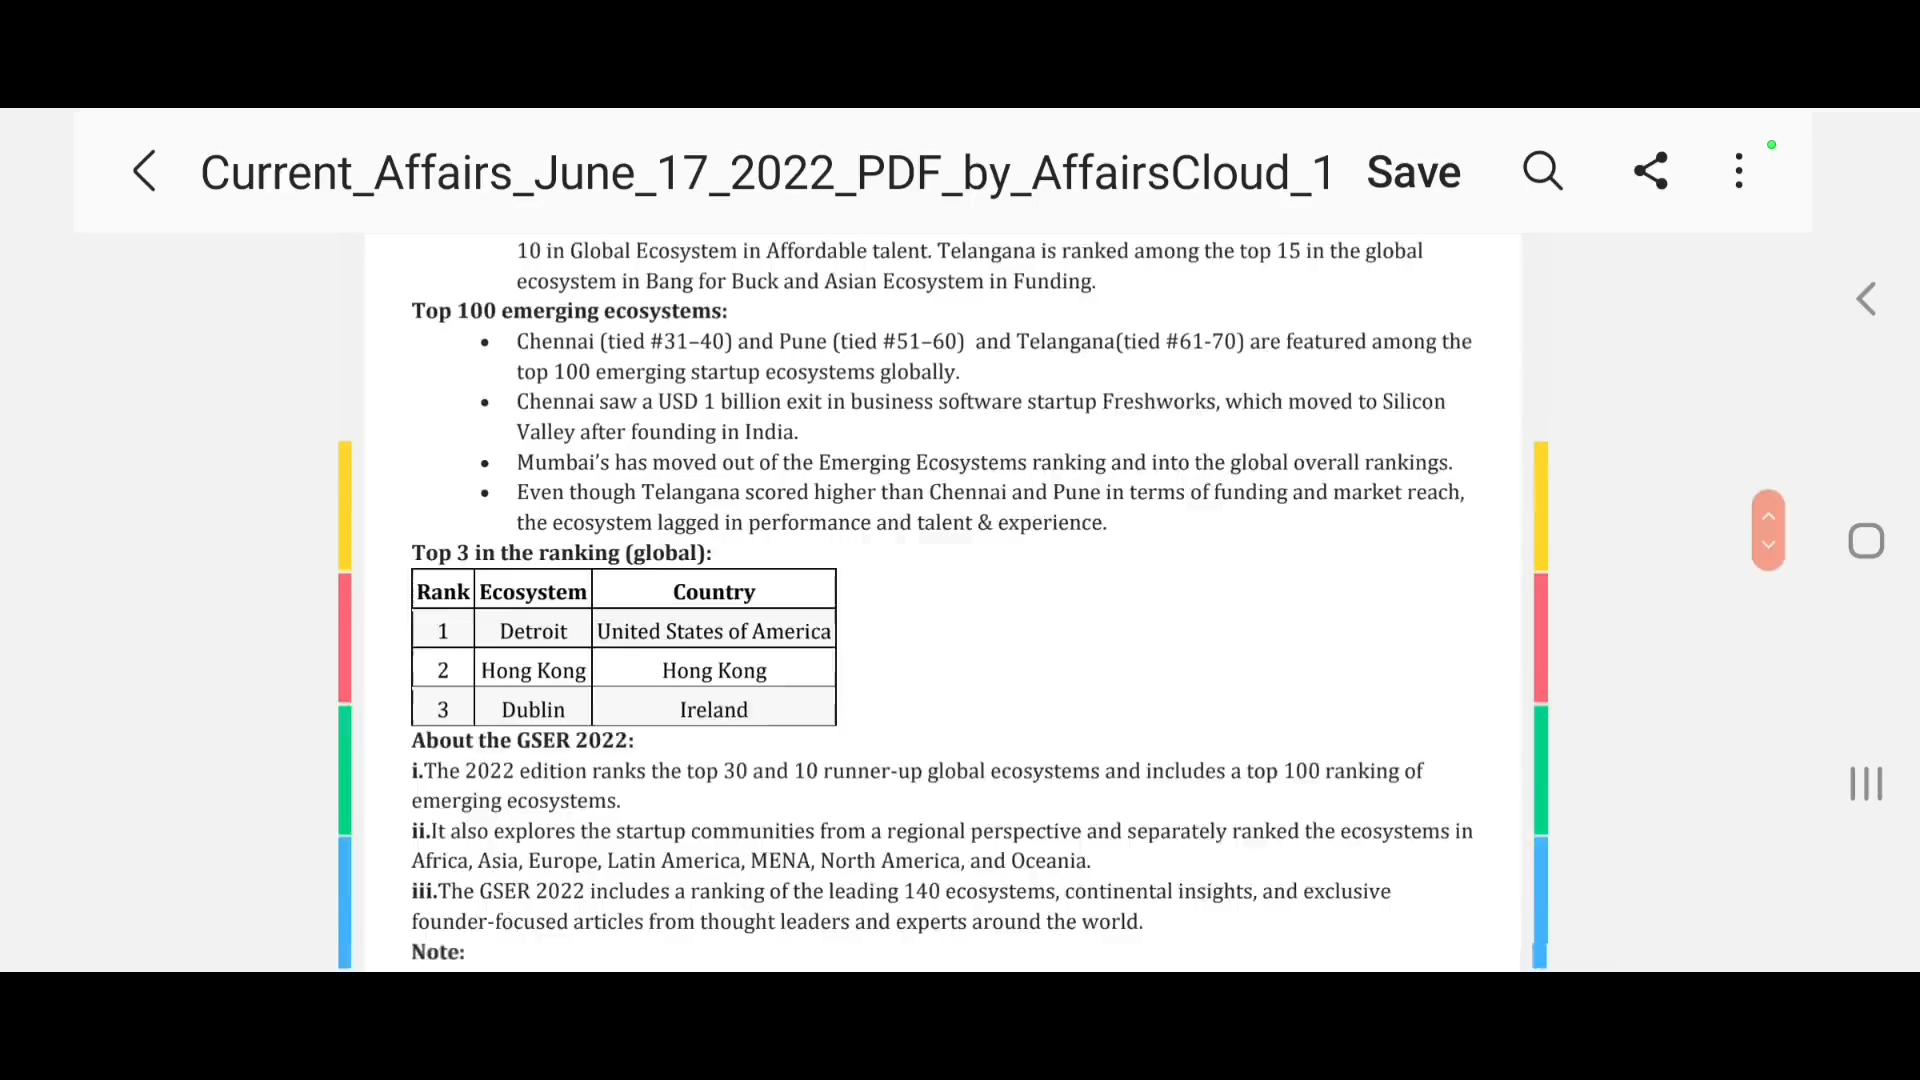 Current_Affairs_June_17_2022_PDF_by_AffairsCloud_1 Save
10 in Global Ecosystem in Affordable talent. Telangana is ranked among the top 15 in the global
ecosystem in Bang for Buck and Asian Ecosystem in Funding.
Top 100 emerging ecosystems:
• Chennai (tied #31–40) and Pune (tied #51–60)  and Telangana(tied #61-70) are featured among the
top 100 emerging startup ecosystems globally.
• Chennai saw a USD 1 billion exit in business software startup Freshworks, which moved to Silicon
Valley after founding in India.
• Mumbai’s has moved out of the Emerging Ecosystems ranking and into the global overall rankings.
• Even though Telangana scored higher than Chennai and Pune in terms of funding and market reach,
the ecosystem lagged in performance and talent & experience.
Top 3 in the ranking (global):
Rank Ecosystem Country
1 Detroit United States of America
2 Hong Kong Hong Kong
3 Dublin Ireland
About the GSER 2022:
i.The 2022 edition ranks the top 30 and 10 runner-up global ecosystems and includes a top 100 ranking of
emerging ecosystems.
ii.It also explores the startup communities from a regional perspective and separately ranked the ecosystems in
Africa, Asia, Europe, Latin America, MENA, North America, and Oceania.
iii.The GSER 2022 includes a ranking of the leading 140 ecosystems, continental insights, and exclusive
founder-focused articles from thought leaders and experts around the world.
Note: